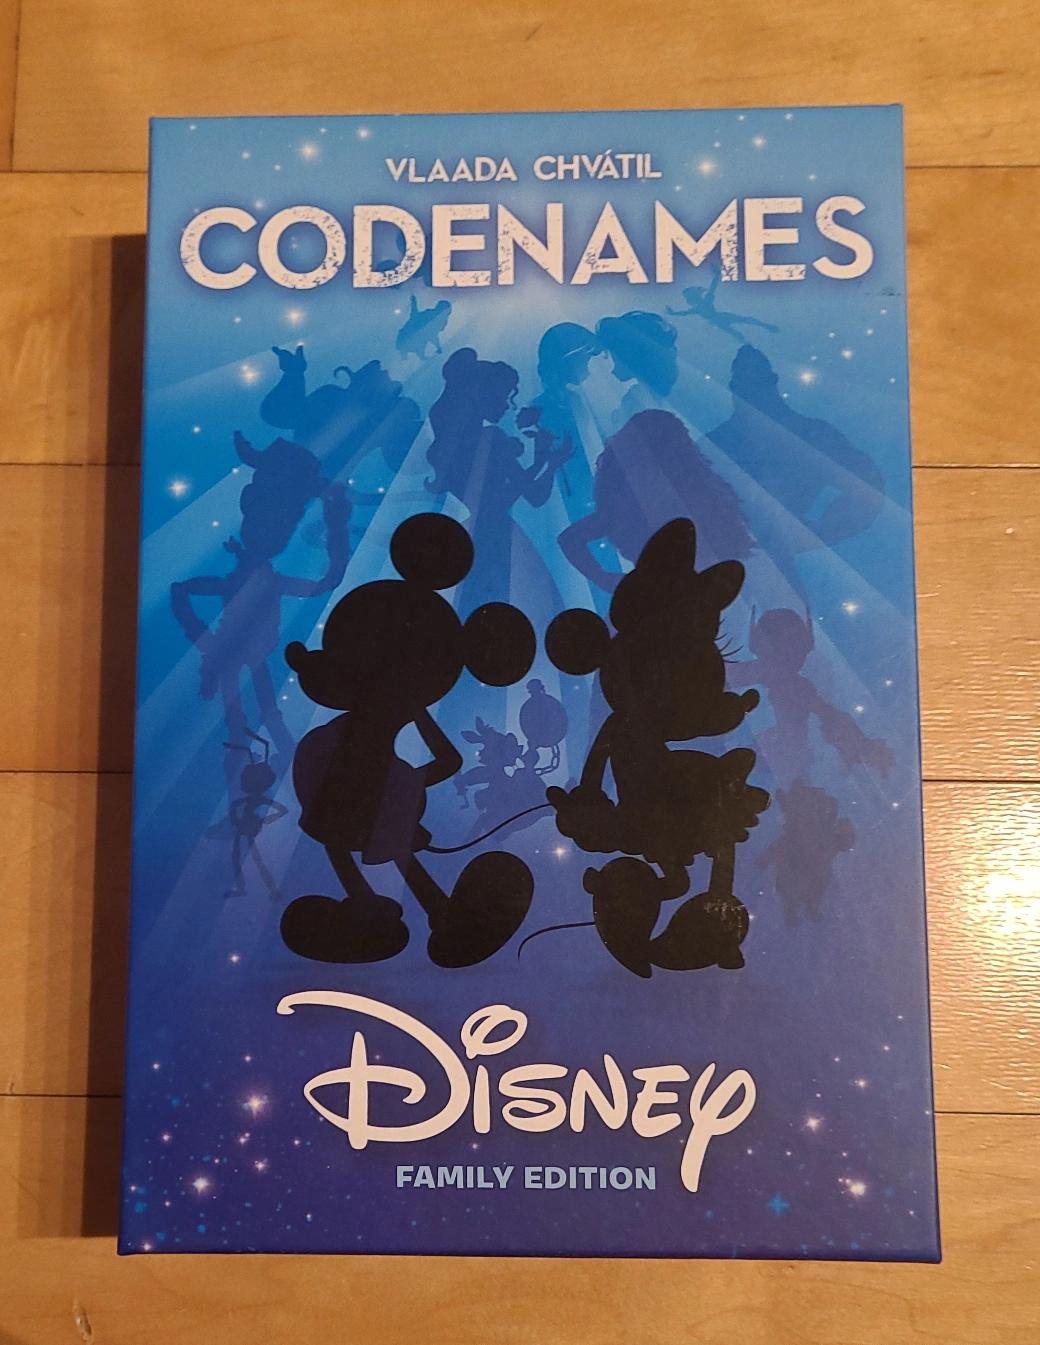 VLAADA CHVÁTIL
CODENAMES
DISNEY
FAMILY EDITION